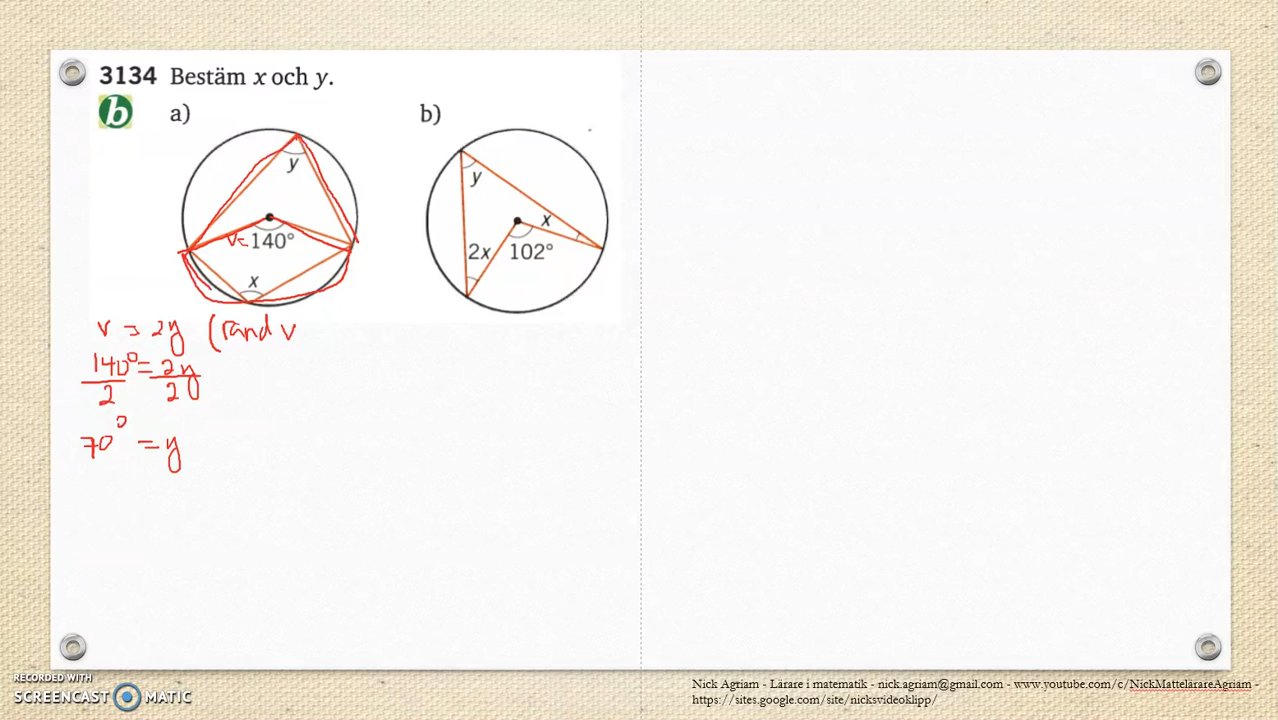 3134 Bestäm x och y.
b
a)
b)
y
v=140°
x
y
x
2x
102°
v = 2y (rand v
140° = 2y
2 2
70° = y
RECORDED WITH
SCREENCAST MATIC
Nick Agriam - Lärare i matematik - nick.agriam@gmail.com - www.youtube.com/c/NickMattelärareAgriam -
https://sites.google.com/site/nicksvideoklipp/